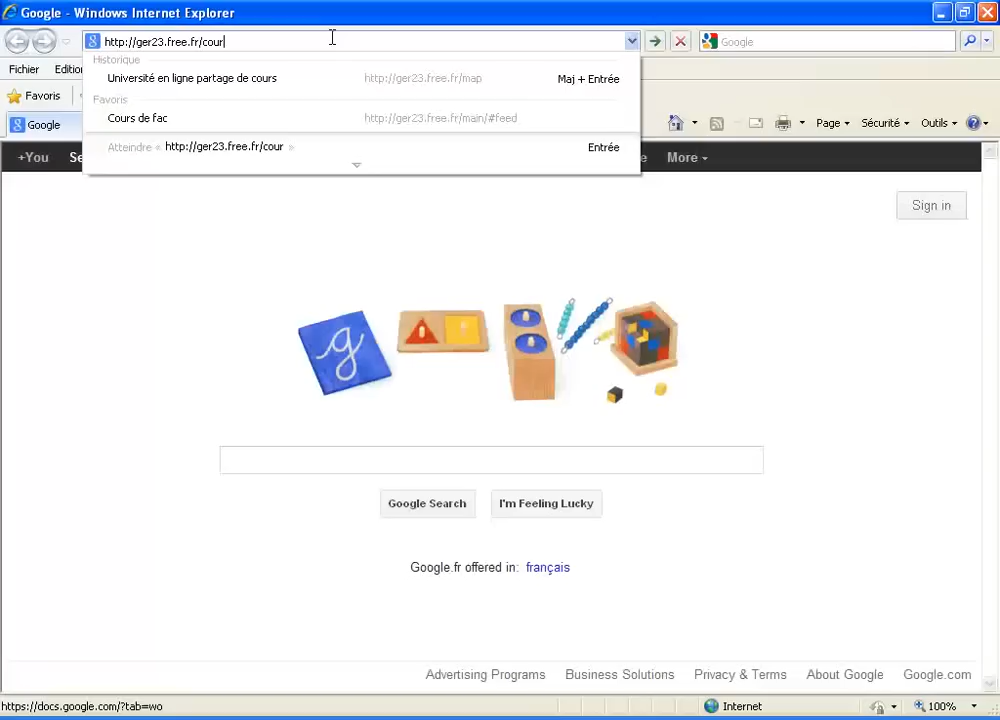 Google - Windows Internet Explorer
http://ger23.free.fr/cour Google
Historique
Université en ligne partage de cours http://ger23.free.fr/map Maj + Entrée
Favoris
Cours de fac http://ger23.free.fr/main/#feed
Atteindre « http://ger23.free.fr/cour » Entrée
Fichier Edition
Favoris
Google Page Sécurité Outils
+You More
Sign in
g
Google Search I'm Feeling Lucky
Google.fr offered in: français
Advertising Programs Business Solutions Privacy & Terms About Google Google.com
https://docs.google.com/?tab=wo Internet 100%